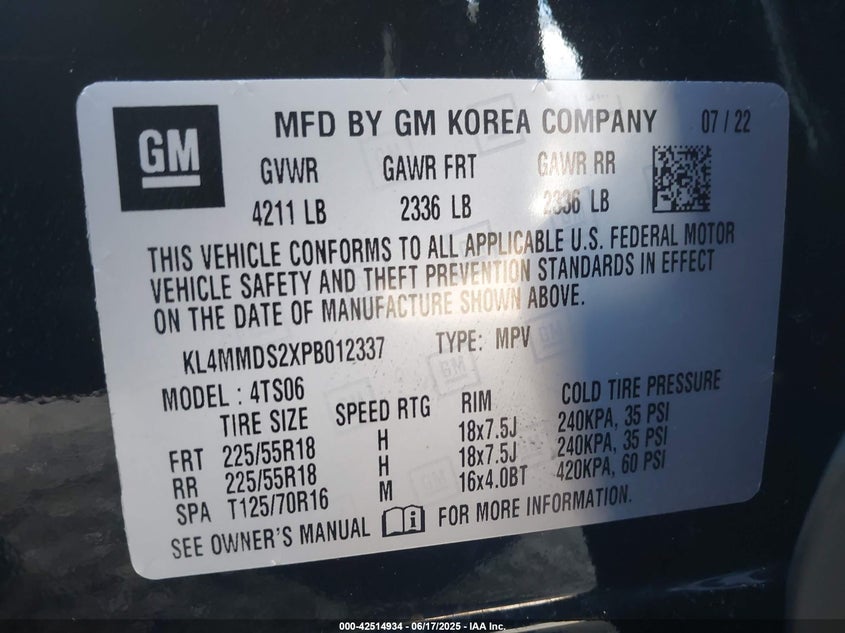 GM
MFD BY GM KOREA COMPANY 07 / 22
GVWR GAWR FRT GAWR RR
4211 LB 2336 LB 2336 LB
THIS VEHICLE CONFORMS TO ALL APPLICABLE U.S. FEDERAL MOTOR
VEHICLE SAFETY AND THEFT PREVENTION STANDARDS IN EFFECT
ON THE DATE OF MANUFACTURE SHOWN ABOVE.
KL4MMDS2XPB012337 TYPE: MPV
MODEL : 4TS06
TIRE SIZE SPEED RTG RIM COLD TIRE PRESSURE
FRT 225/55R18 H 18x7.5J 240KPA, 35 PSI
RR 225/55R18 H 18x7.5J 240KPA, 35 PSI
SPA T125/70R16 M 16x4.0BT 420KPA, 60 PSI
SEE OWNER'S MANUAL FOR MORE INFORMATION.
000-42514934 - 06/17/2025 - IAA Inc.